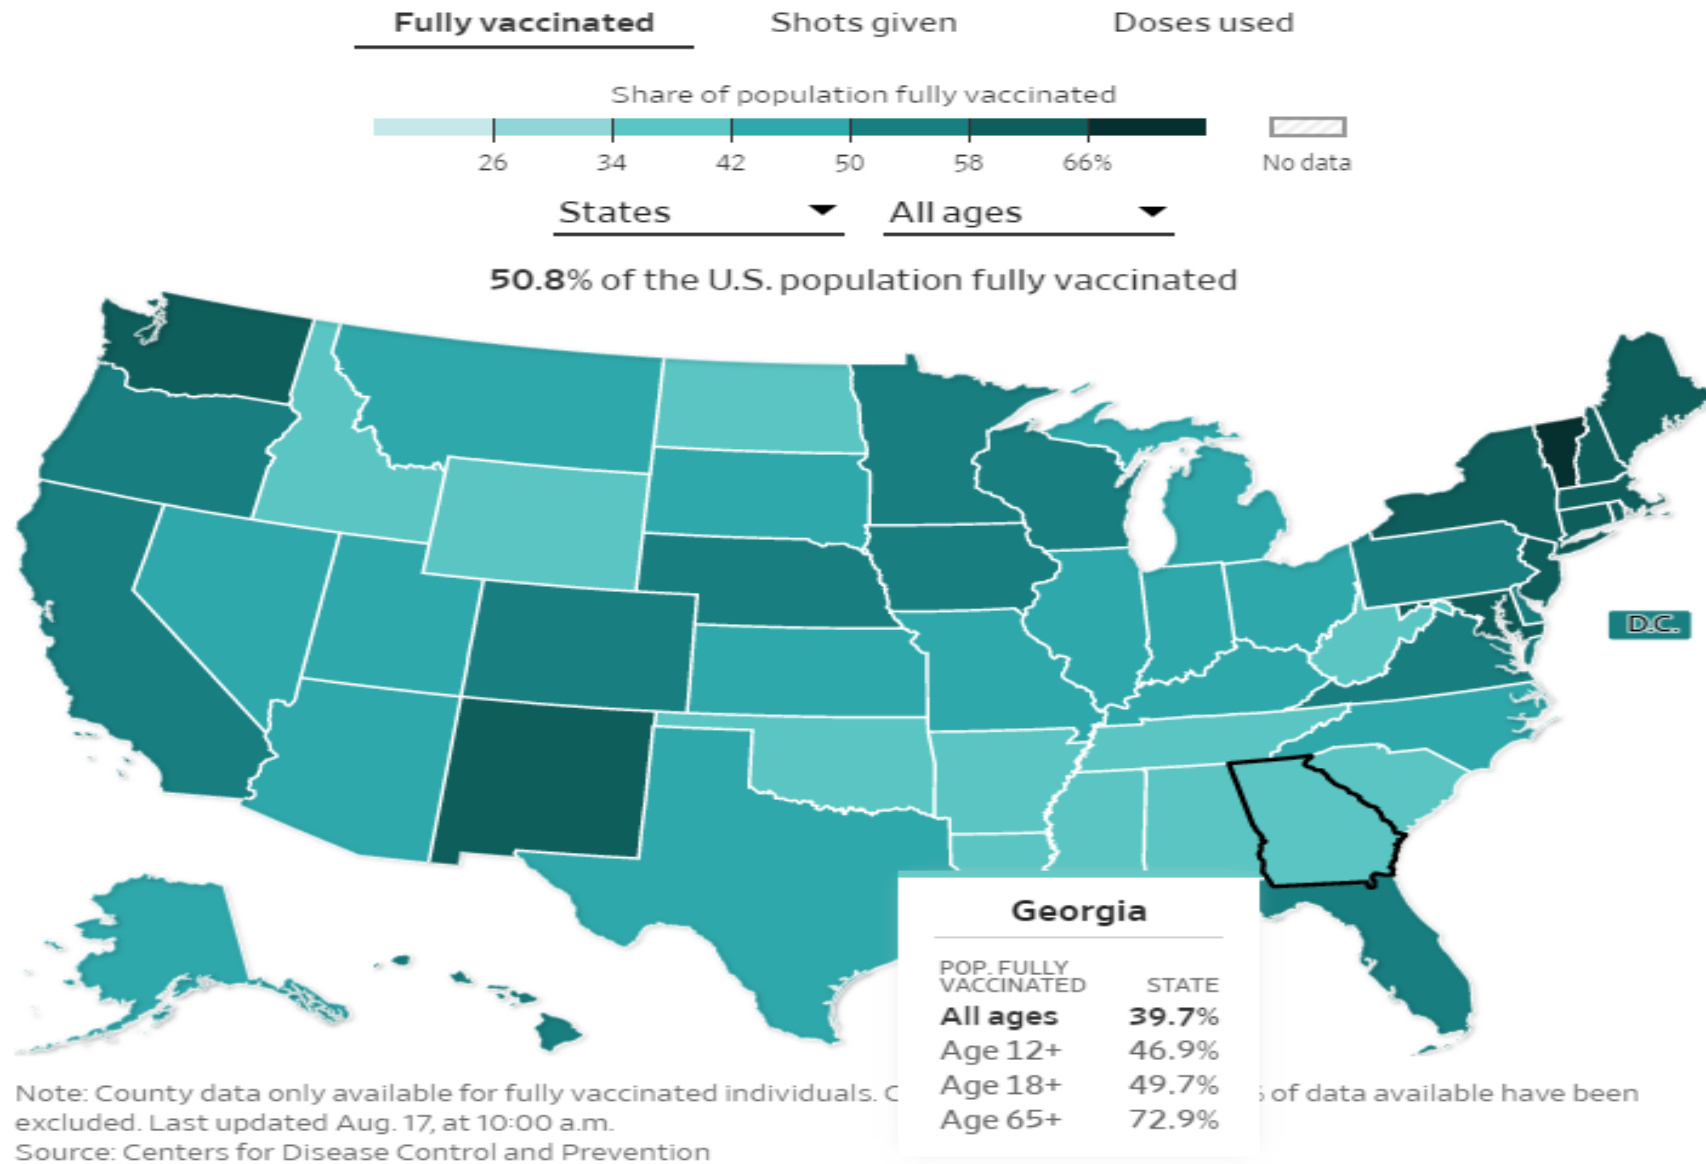 Fully vaccinated Shots given Doses used
Share of population fully vaccinated
26 34 42 50 58 66% No data
States All ages
50.8% of the U.S. population fully vaccinated
D.C.
Georgia
POP. FULLY
VACCINATED STATE
All ages 39.7%
Age 12+ 46.9%
Age 18+ 49.7%
Age 65+ 72.9%
Note: County data only available for fully vaccinated individuals. of data available have been
excluded. Last updated Aug. 17, at 10:00 a.m.
Source: Centers for Disease Control and Prevention